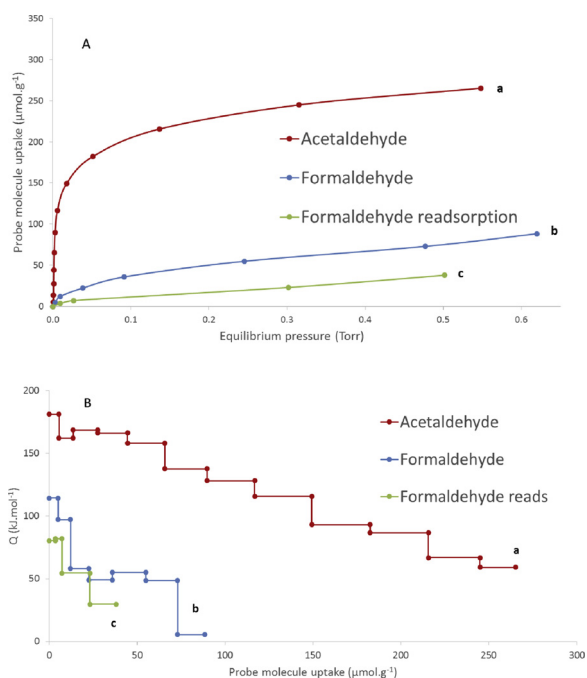 A
350
300
250
200
150
100
50
0
Probe molecule uptake (μmol.g⁻¹)
a
Acetaldehyde
Formaldehyde
Formaldehyde readsorption
b
c
0.0 0.1 0.2 0.3 0.4 0.5 0.6
Equilibrium pressure (Torr)
B
200
150
100
50
0
Q (kJ.mol⁻¹)
Acetaldehyde
Formaldehyde
Formaldehyde reads
a
b
c
0 50 100 150 200 250 300
Probe molecule uptake (μmol.g⁻¹)